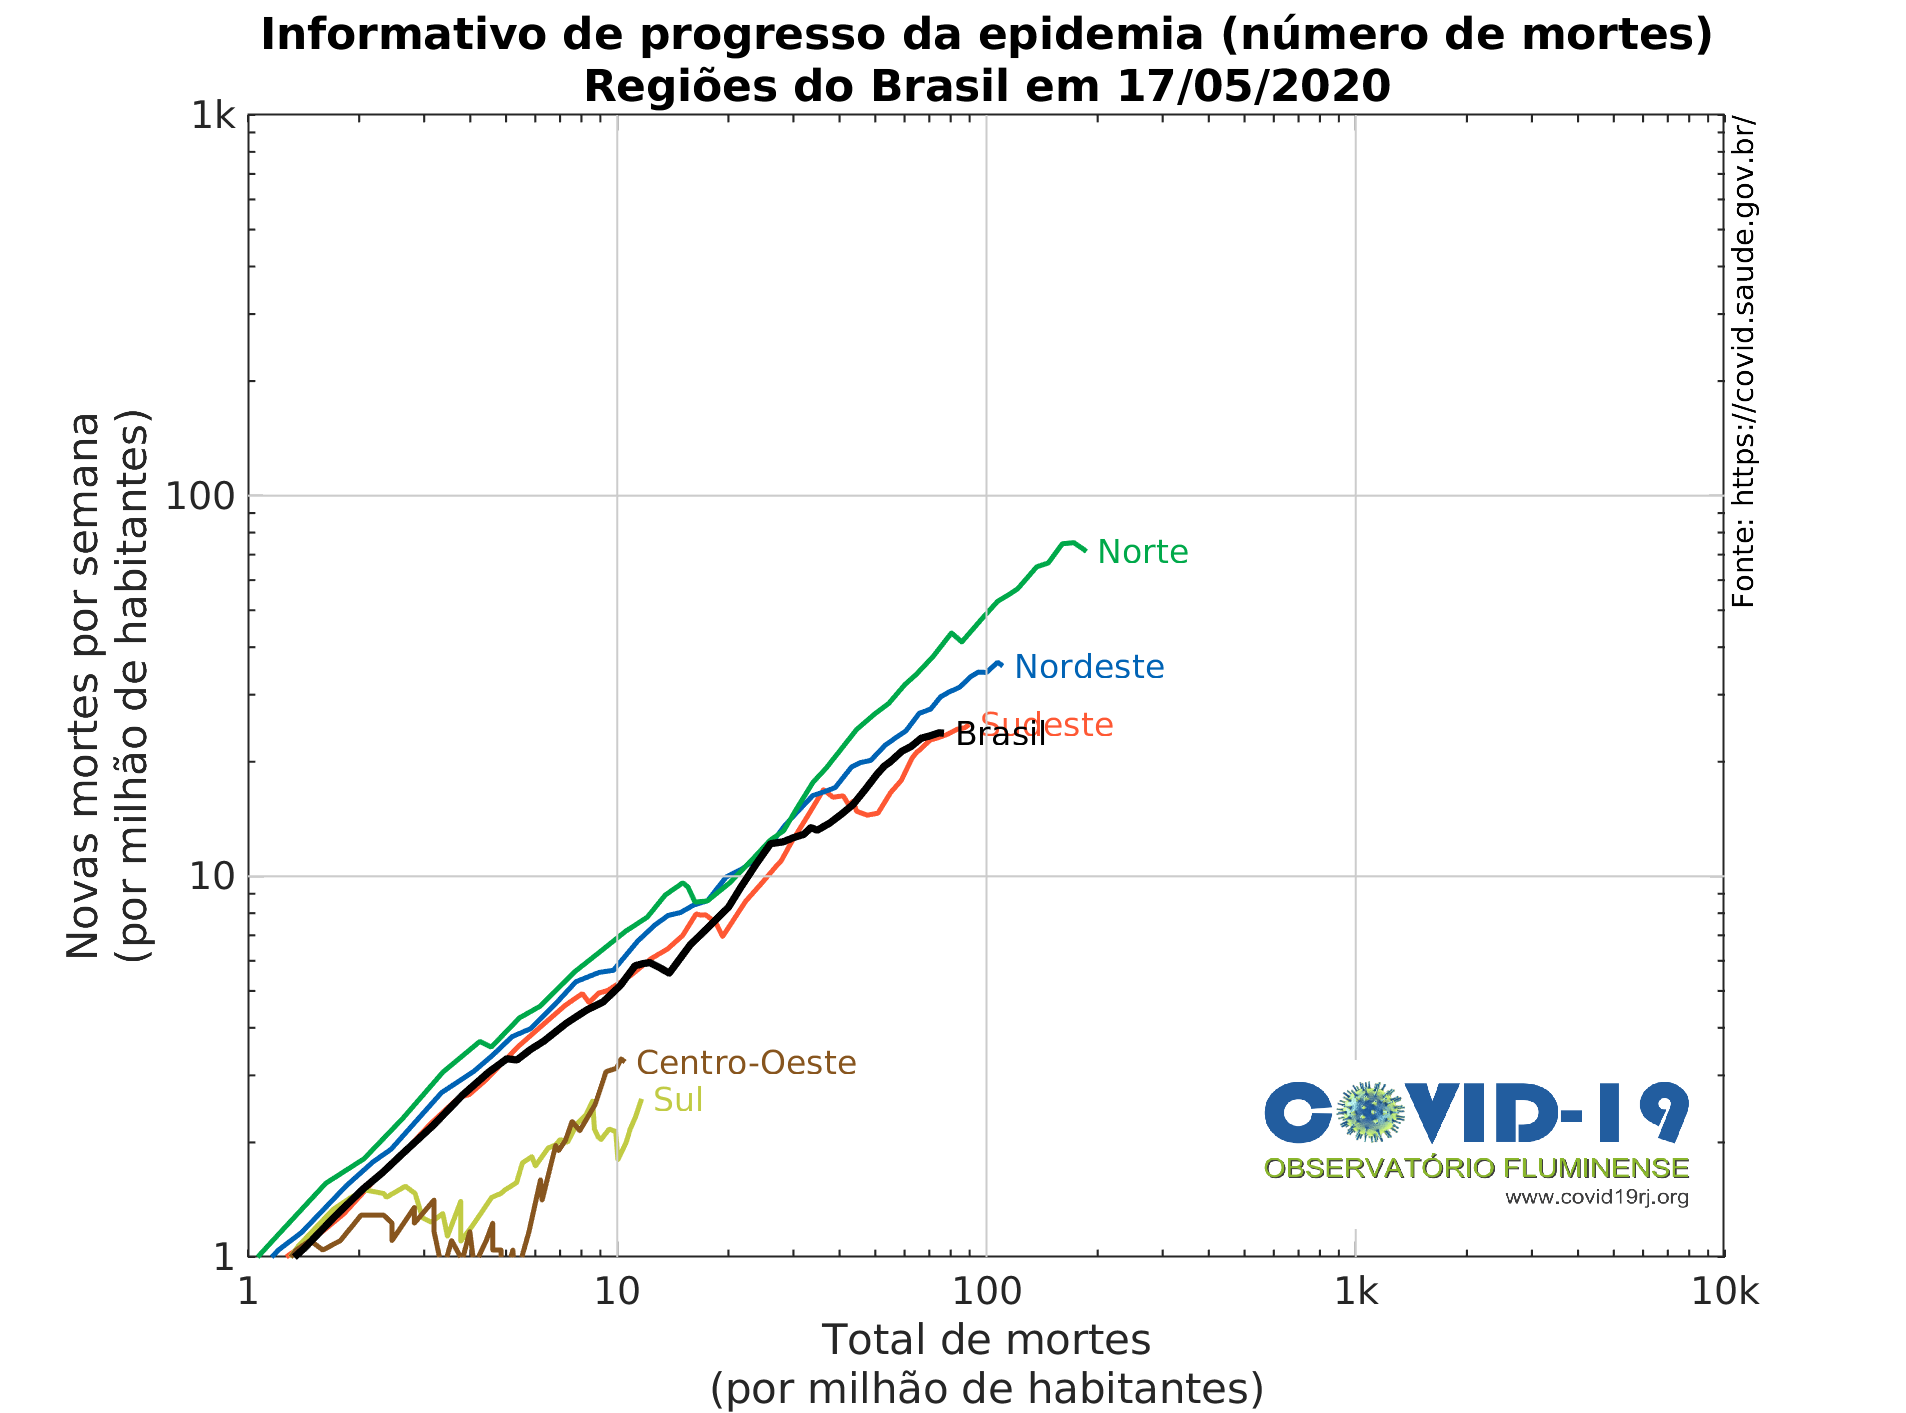 Informativo de progresso da epidemia (número de mortes)
Regiões do Brasil em 17/05/2020
1k
100
10
1
Novas mortes por semana
(por milhão de habitantes)
Fonte: https://covid.saude.gov.br/
Norte
Nordeste
Sudeste
Brasil
Centro-Oeste
Sul
COVID-19
OBSERVATÓRIO FLUMINENSE
www.covid19rj.org
1
10
100
1k
10k
Total de mortes
(por milhão de habitantes)